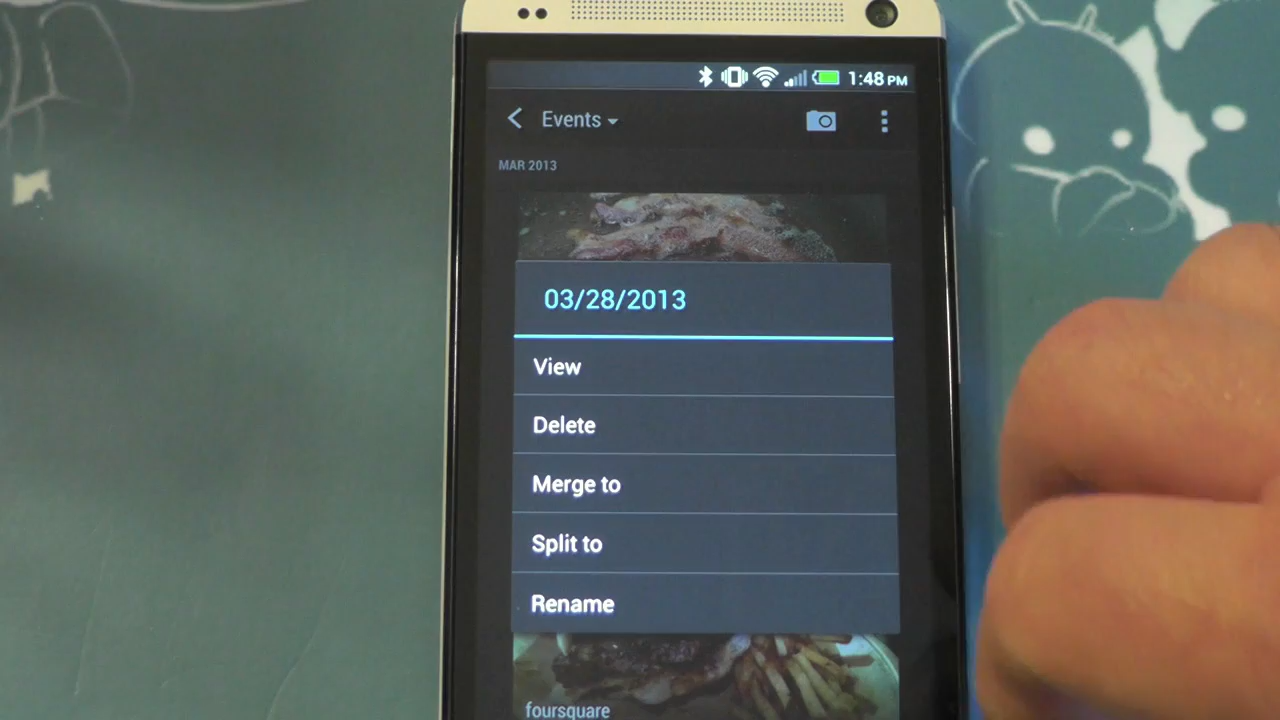 1:48 PM
Events
MAR 2013
03/28/2013
View
Delete
Merge to
Split to
Rename
foursquare